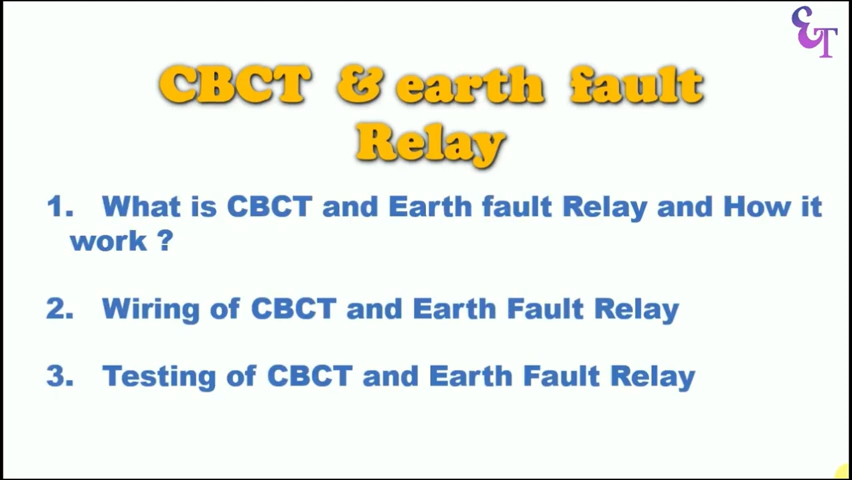 ET
CBCT & earth fault
Relay
1. What is CBCT and Earth fault Relay and How it
work ?
2. Wiring of CBCT and Earth Fault Relay
3. Testing of CBCT and Earth Fault Relay